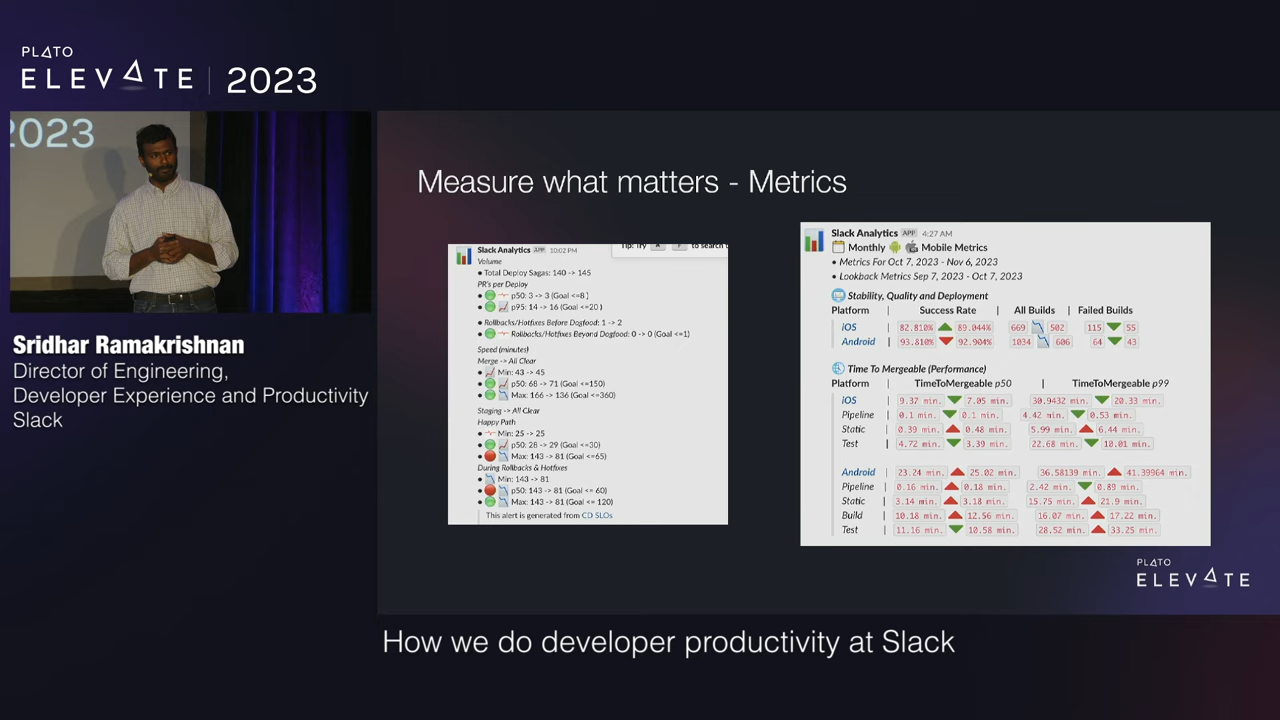 PLATO
ELEVATE | 2023
2023
Sridhar Ramakrishnan
Director of Engineering,
Developer Experience and Productivity
Slack
Measure what matters - Metrics
Slack Analytics APP 10:02 PM
Volume
• Total Deploy Sagas: 140 -> 145
PR's per Deploy
• p50: 3 -> 3 (Goal <=8 )
• p95: 14 -> 16 (Goal <=20 )
• Rollbacks/Hotfixes Before Dogfood: 1 -> 2
• Rollbacks/Hotfixes Beyond Dogfood: 0 -> 0 (Goal <=1)
Speed (minutes)
Merge -> All Clear
• Min: 43 -> 45
• p50: 68 -> 71 (Goal <=150)
• Max: 166 -> 136 (Goal <=360)
Staging -> All Clear
Happy Path
• Min: 25 -> 25
• p50: 28 -> 29 (Goal <=30)
• Max: 143 -> 81 (Goal <=65)
During Rollbacks & Hotfixes
• Min: 143 -> 81
• p50: 143 -> 81 (Goal <= 60)
• Max: 143 -> 81 (Goal <= 120)
This alert is generated from CD SLOs
Slack Analytics APP 4:27 AM
Monthly Mobile Metrics
• Metrics For Oct 7, 2023 - Nov 6, 2023
• Lookback Metrics Sep 7, 2023 - Oct 7, 2023
Stability, Quality and Deployment
Platform | Success Rate | All Builds | Failed Builds
iOS | 82.810% 89.044% 669 502 115 55
Android | 93.810% 92.904% 1034 606 64 43
Time To Mergeable (Performance)
Platform | TimeToMergeable p50 | TimeToMergeable p99
iOS | 9.37 min. 7.05 min. 30.9432 min. 20.33 min.
Pipeline | 0.1 min. 0.1 min. 4.42 min. 0.53 min.
Static | 0.39 min. 0.48 min. 5.99 min. 6.44 min.
Test | 4.72 min. 3.39 min. 22.68 min. 10.01 min.
Android | 23.24 min. 25.02 min. 36.58139 min. 41.39964 min.
Pipeline | 0.16 min. 0.18 min. 2.42 min. 0.89 min.
Static | 3.14 min. 3.18 min. 15.75 min. 21.9 min.
Build | 10.18 min. 12.56 min. 16.07 min. 17.22 min.
Test | 11.16 min. 10.58 min. 28.52 min. 33.25 min.
PLATO
ELEVATE
How we do developer productivity at Slack